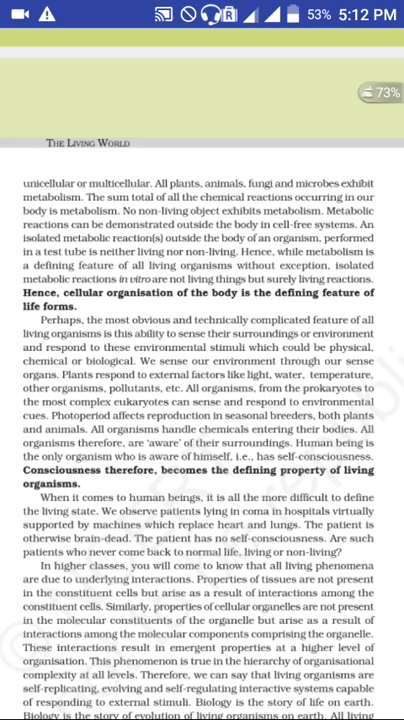 53% 5:12 PM
73%
THE LIVING WORLD
unicellular or multicellular. All plants, animals, fungi and microbes exhibit
metabolism. The sum total of all the chemical reactions occurring in our
body is metabolism. No non-living object exhibits metabolism. Metabolic
reactions can be demonstrated outside the body in cell-free systems. An
isolated metabolic reaction(s) outside the body of an organism, performed
in a test tube is neither living nor non-living. Hence, while metabolism is
a defining feature of all living organisms without exception, isolated
metabolic reactions in vitro are not living things but surely living reactions.
Hence, cellular organisation of the body is the defining feature of
life forms.
Perhaps, the most obvious and technically complicated feature of all
living organisms is this ability to sense their surroundings or environment
and respond to these environmental stimuli which could be physical,
chemical or biological. We sense our environment through our sense
organs. Plants respond to external factors like light, water, temperature,
other organisms, pollutants, etc. All organisms, from the prokaryotes to
the most complex eukaryotes can sense and respond to environmental
cues. Photoperiod affects reproduction in seasonal breeders, both plants
and animals. All organisms handle chemicals entering their bodies. All
organisms therefore, are ‘aware’ of their surroundings. Human being is
the only organism who is aware of himself, i.e., has self-consciousness.
Consciousness therefore, becomes the defining property of living
organisms.
When it comes to human beings, it is all the more difficult to define
the living state. We observe patients lying in coma in hospitals virtually
supported by machines which replace heart and lungs. The patient is
otherwise brain-dead. The patient has no self-consciousness. Are such
patients who never come back to normal life, living or non-living?
In higher classes, you will come to know that all living phenomena
are due to underlying interactions. Properties of tissues are not present
in the constituent cells but arise as a result of interactions among the
constituent cells. Similarly, properties of cellular organelles are not present
in the molecular constituents of the organelle but arise as a result of
interactions among the molecular components comprising the organelle.
These interactions result in emergent properties at a higher level of
organisation. This phenomenon is true in the hierarchy of organisational
complexity at all levels. Therefore, we can say that living organisms are
self-replicating, evolving and self-regulating interactive systems capable
of responding to external stimuli. Biology is the story of life on earth.
Biology is the story of evolution of living organisms on earth. All living